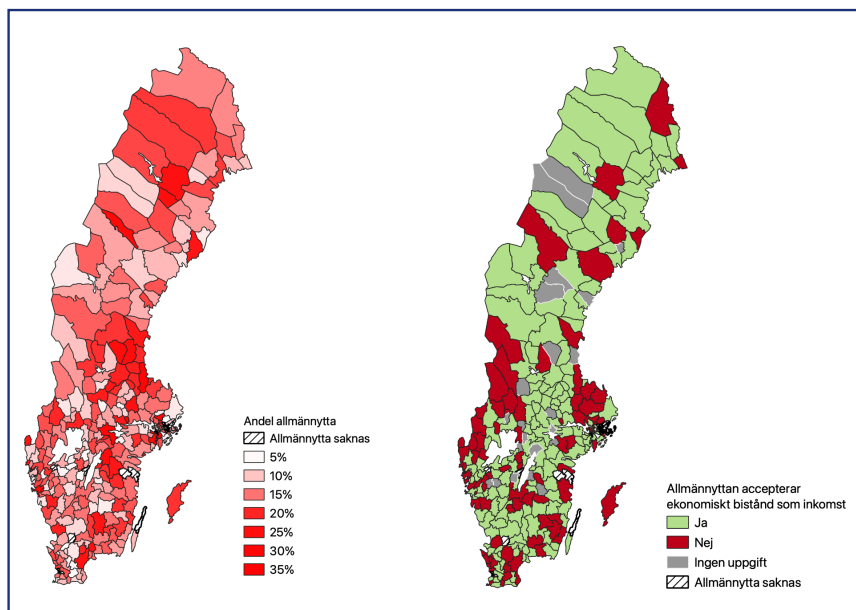 Andel allmännytta
Allmännytta saknas
5%
10%
15%
20%
25%
30%
35%
Allmännyttan accepterar
ekonomiskt bistånd som inkomst
Ja
Nej
Ingen uppgift
Allmännytta saknas